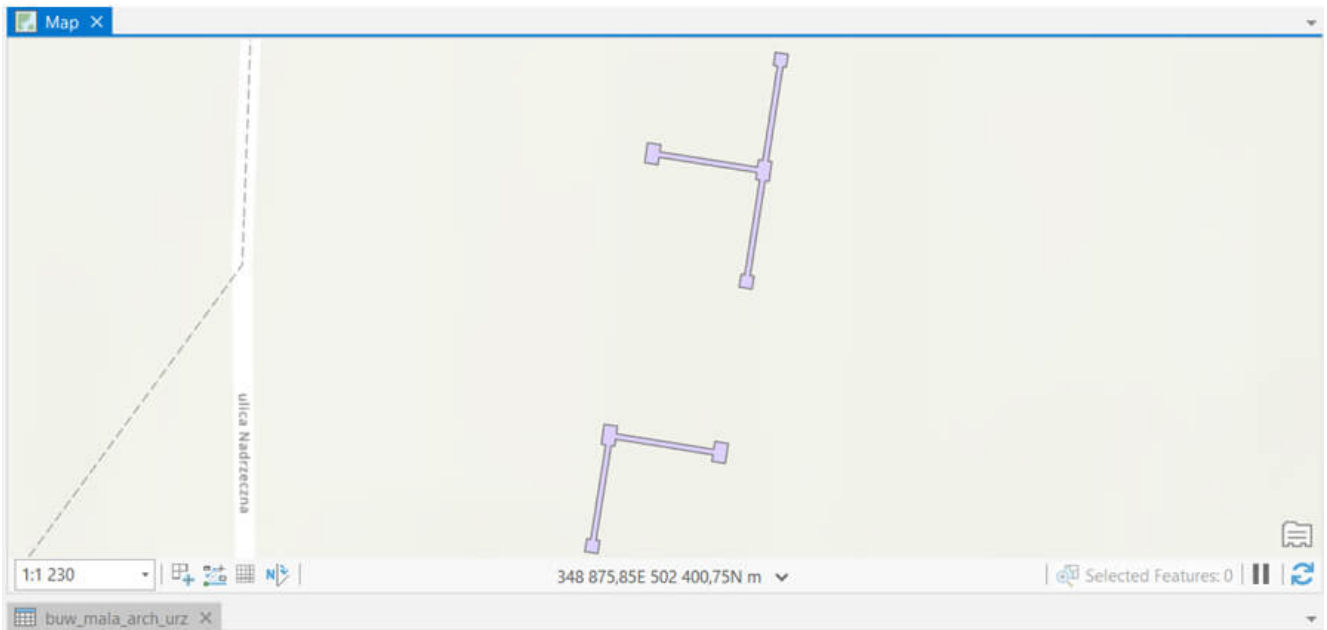 Map
ulica Nadrzeczna
1:1 230
N
348 875,85E 502 400,75N m
Selected Features: 0
buw_mala_arch_urz